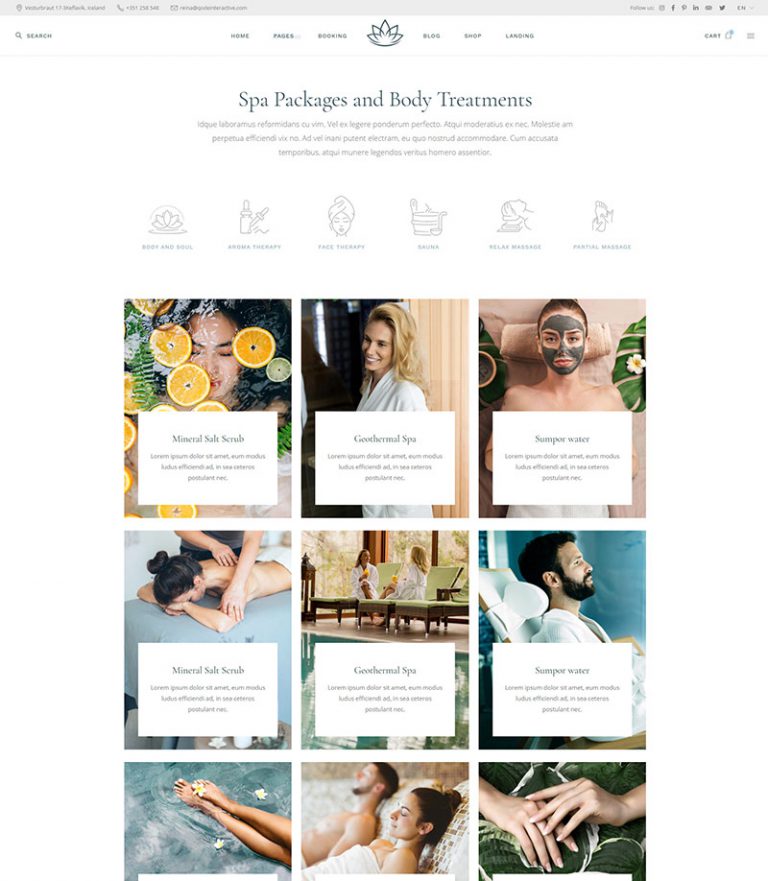 Vesturbraut 17-Skeflavik, Iceland
+351 258 548
reina@qodeinteractive.com
Follow us:
EN
SEARCH
HOME
PAGES
BOOKING
BLOG
SHOP
LANDING
CART
Spa Packages and Body Treatments
Idque laboramus reformidans cu vim. Vel ex legere ponderum perfecto. Atqui moderatius ex nec. Molestie am
perpetua efficiendi vix no. Ad vel inani putent electram, eu quo nostrud accommodare. Cum accusata
temporibus, atqui munere legendos veritus homero assentior.
BODY AND SOUL
AROMA THERAPY
FACE THERAPY
SAUNA
RELAX MASSAGE
PARTIAL MASSAGE
Mineral Salt Scrub
Lorem ipsum dolor sit amet, eum modus
ludus efficiendi ad, in sea ceteros
postulant nec.
Geothermal Spa
Lorem ipsum dolor sit amet, eum modus
ludus efficiendi ad, in sea ceteros
postulant nec.
Sumpor water
Lorem ipsum dolor sit amet, eum modus
ludus efficiendi ad, in sea ceteros
postulant nec.
Mineral Salt Scrub
Lorem ipsum dolor sit amet, eum modus
ludus efficiendi ad, in sea ceteros
postulant nec.
Geothermal Spa
Lorem ipsum dolor sit amet, eum modus
ludus efficiendi ad, in sea ceteros
postulant nec.
Sumpor water
Lorem ipsum dolor sit amet, eum modus
ludus efficiendi ad, in sea ceteros
postulant nec.